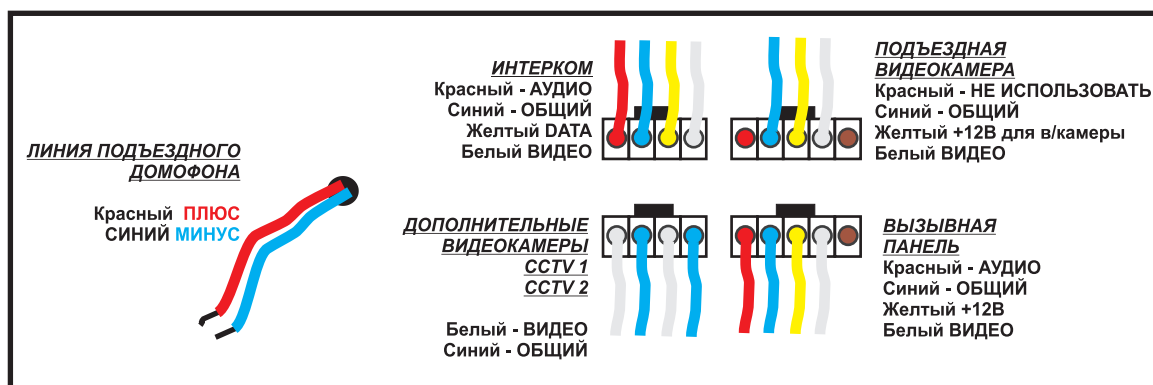 ЛИНИЯ ПОДЪЕЗДНОГО
ДОМОФОНА
Красный ПЛЮС
СИНИЙ МИНУС
ИНТЕРКОМ
Красный - АУДИО
Синий - ОБЩИЙ
Желтый DATA
Белый ВИДЕО
ПОДЪЕЗДНАЯ
ВИДЕОКАМЕРА
Красный - НЕ ИСПОЛЬЗОВАТЬ
Синий - ОБЩИЙ
Желтый +12В для в/камеры
Белый ВИДЕО
ДОПОЛНИТЕЛЬНЫЕ
ВИДЕОКАМЕРЫ
CCTV 1
CCTV 2
Белый - ВИДЕО
Синий - ОБЩИЙ
ВЫЗЫВНАЯ
ПАНЕЛЬ
Красный - АУДИО
Синий - ОБЩИЙ
Желтый +12В
Белый ВИДЕО